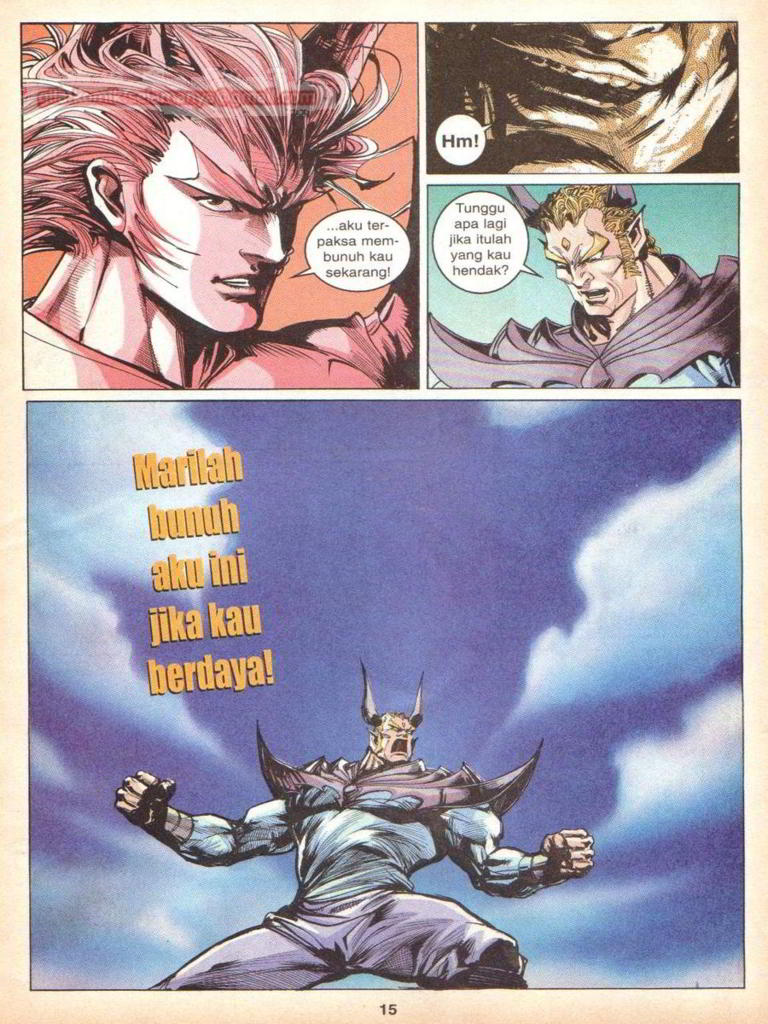 ...aku ter-
paksa mem-
bunuh kau
sekarang!
Hm!
Tunggu
apa lagi
jika itulah
yang kau
hendak?
Marilah
bunuh
aku ini
jika kau
berdaya!
15